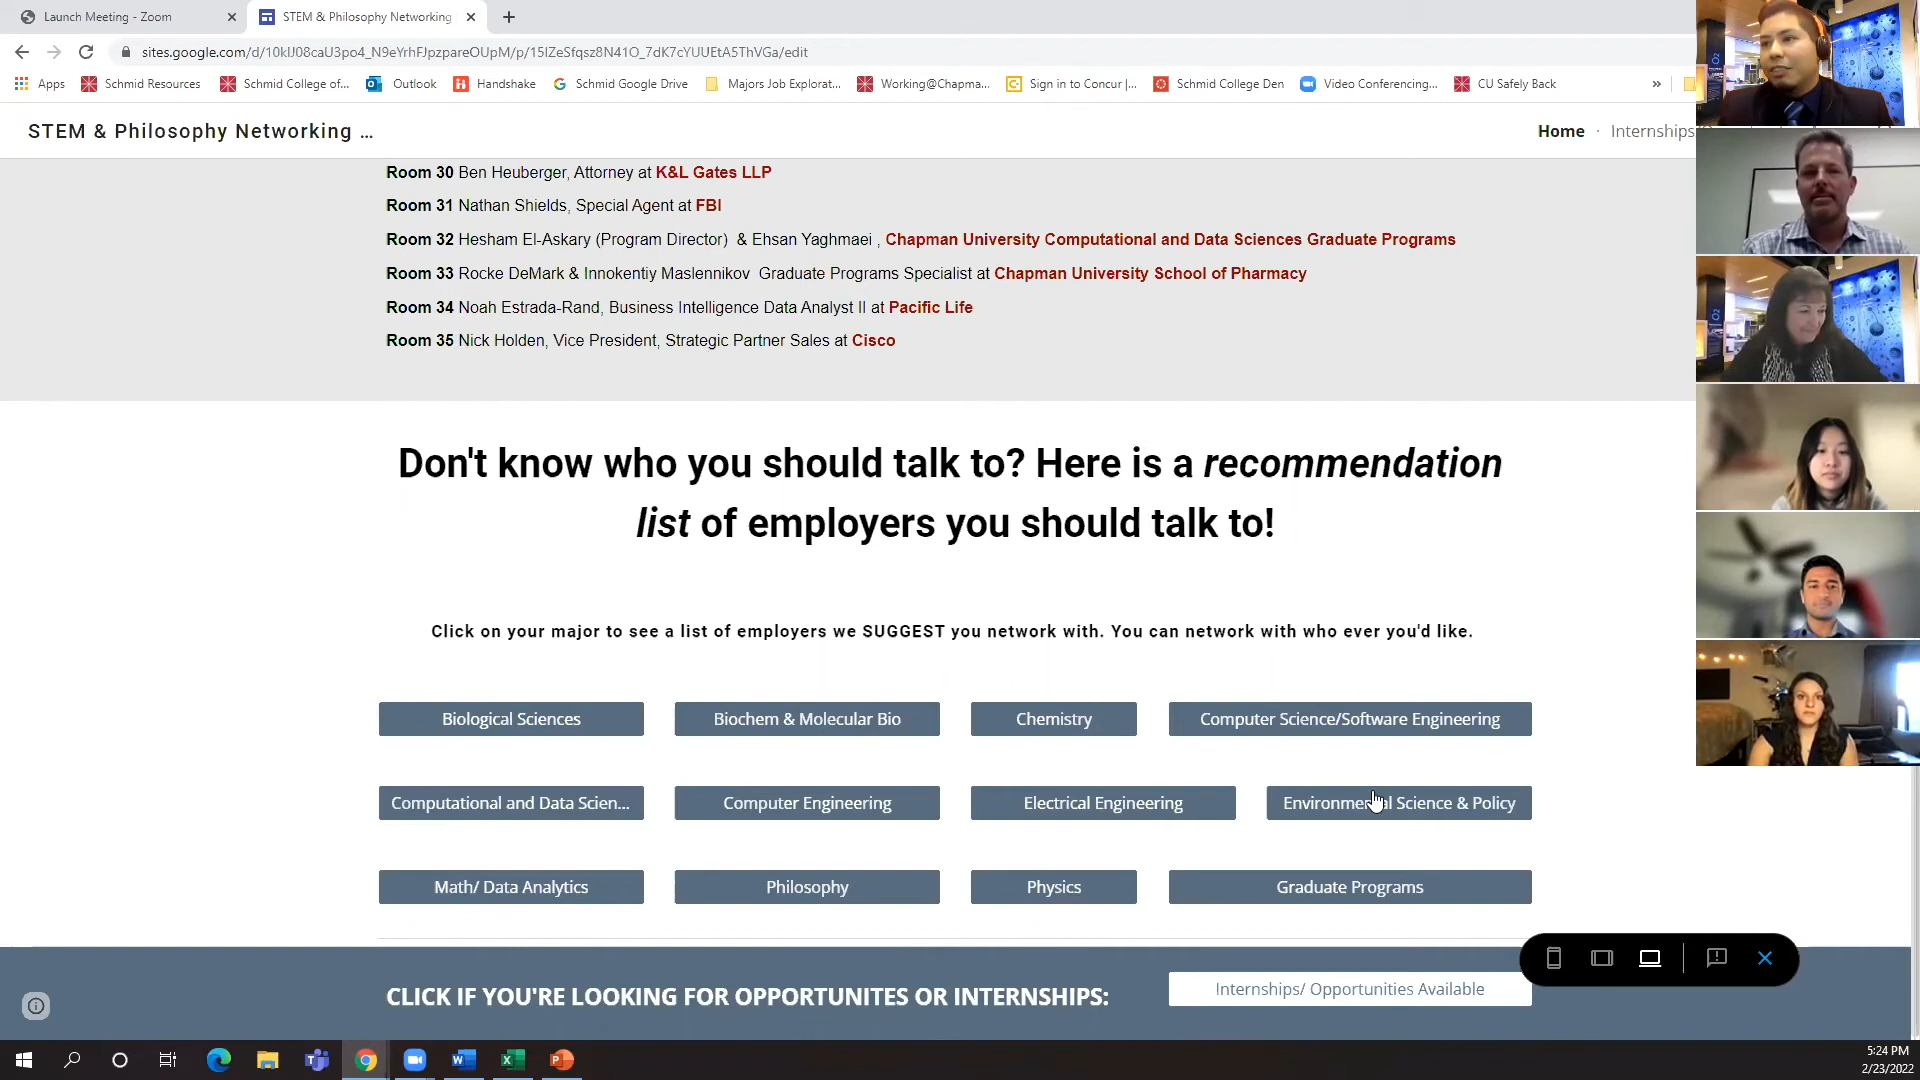 Launch Meeting - Zoom
STEM & Philosophy Networking
sites.google.com/d/10klJ08caU3po4_N9eYrhFJpzpareOUpM/p/15lZeSfqsz8N41O_7dK7cYUUEtA5ThVGa/edit
Apps Schmid Resources Schmid College of... Outlook Handshake Schmid Google Drive Majors Job Explorat... Working@Chapma... Sign in to Concur |... Schmid College Den Video Conferencing... CU Safely Back »
STEM & Philosophy Networking ... Home · Internships
Room 30 Ben Heuberger, Attorney at K&L Gates LLP
Room 31 Nathan Shields, Special Agent at FBI
Room 32 Hesham El-Askary (Program Director) & Ehsan Yaghmaei , Chapman University Computational and Data Sciences Graduate Programs
Room 33 Rocke DeMark & Innokentiy Maslennikov Graduate Programs Specialist at Chapman University School of Pharmacy
Room 34 Noah Estrada-Rand, Business Intelligence Data Analyst II at Pacific Life
Room 35 Nick Holden, Vice President, Strategic Partner Sales at Cisco
Don't know who you should talk to? Here is a recommendation
list of employers you should talk to!
Click on your major to see a list of employers we SUGGEST you network with. You can network with who ever you'd like.
Biological Sciences Biochem & Molecular Bio Chemistry Computer Science/Software Engineering
Computational and Data Scien... Computer Engineering Electrical Engineering Environmental Science & Policy
Math/ Data Analytics Philosophy Physics Graduate Programs
CLICK IF YOU'RE LOOKING FOR OPPORTUNITES OR INTERNSHIPS: Internships/ Opportunities Available
5:24 PM
2/23/2022